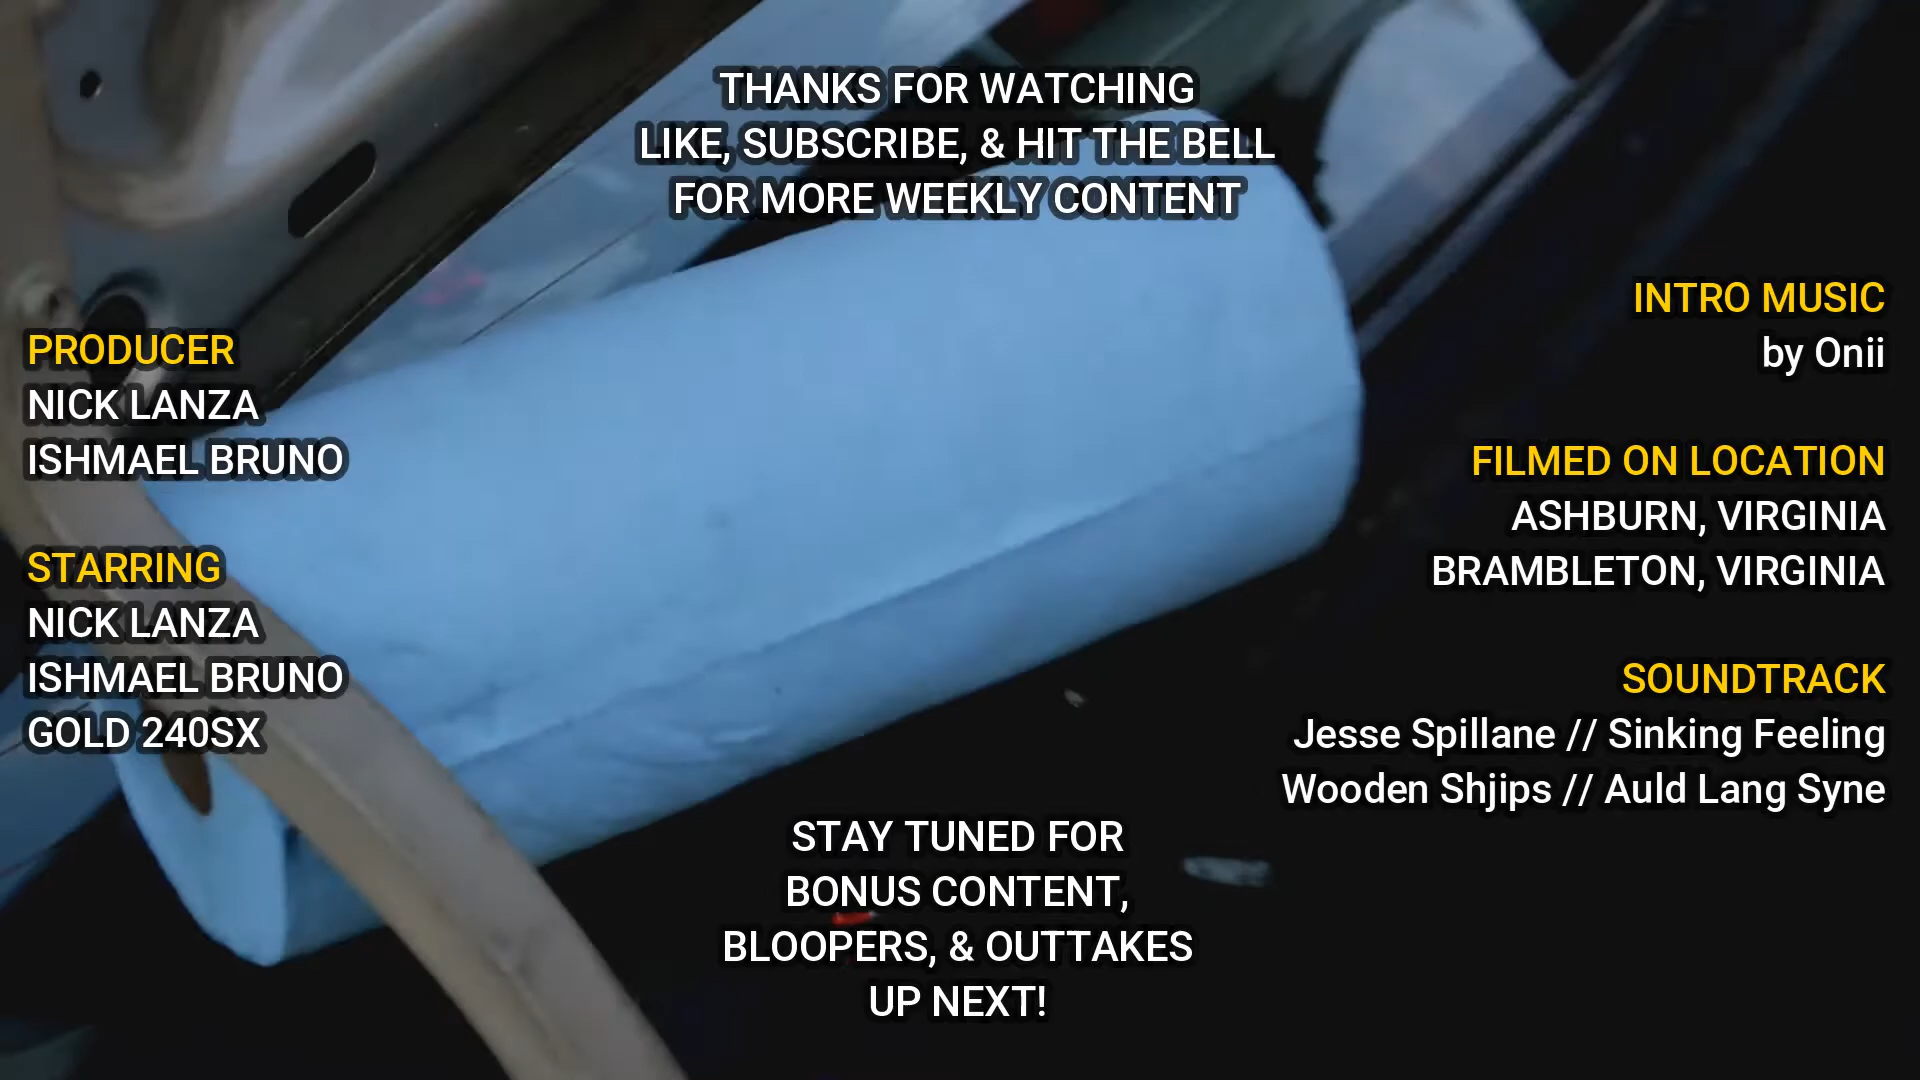 THANKS FOR WATCHING
LIKE, SUBSCRIBE, & HIT THE BELL
FOR MORE WEEKLY CONTENT
PRODUCER
NICK LANZA
ISHMAEL BRUNO
STARRING
NICK LANZA
ISHMAEL BRUNO
GOLD 240SX
INTRO MUSIC
by Onii
FILMED ON LOCATION
ASHBURN, VIRGINIA
BRAMBLETON, VIRGINIA
SOUNDTRACK
Jesse Spillane // Sinking Feeling
Wooden Shjips // Auld Lang Syne
STAY TUNED FOR
BONUS CONTENT,
BLOOPERS, & OUTTAKES
UP NEXT!